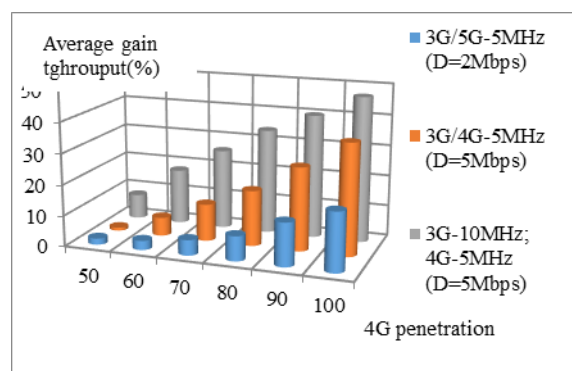 Average gain
tghrouput(%)
50
40
30
20
10
0
50 60 70 80 90 100
4G penetration
3G/5G-5MHz
(D=2Mbps)
3G/4G-5MHz
(D=5Mbps)
3G-10MHz;
4G-5MHz
(D=5Mbps)